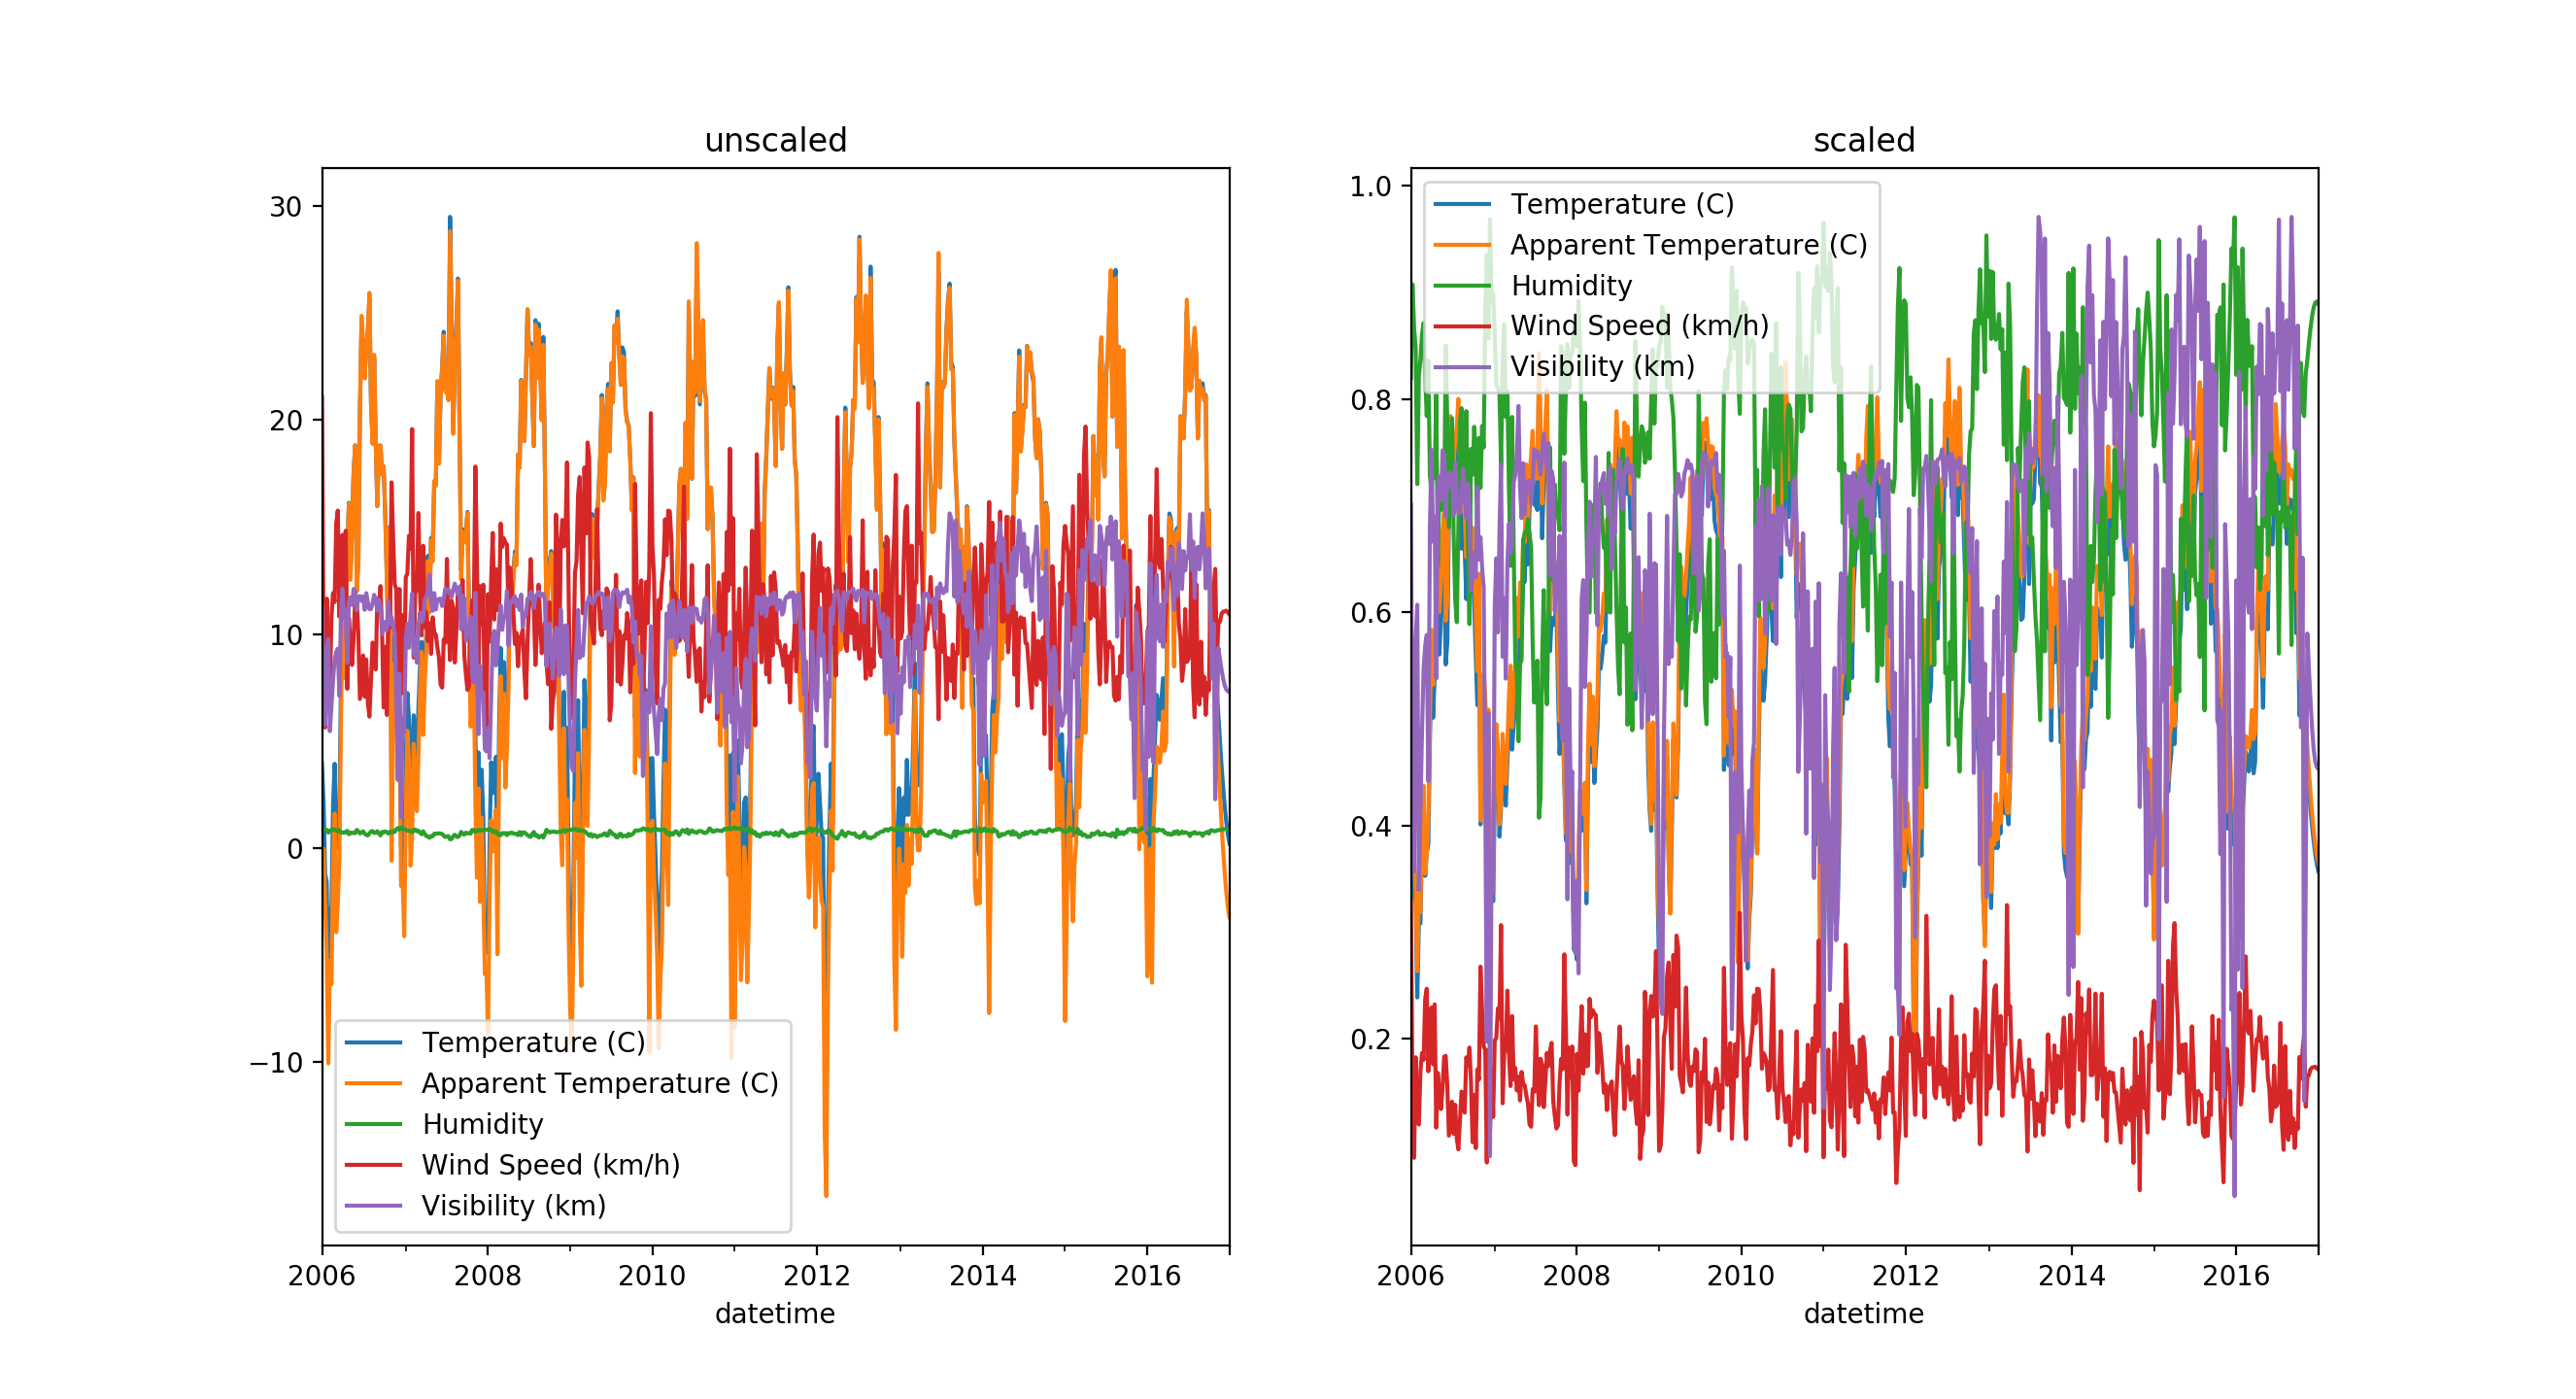 unscaled
30
20
10
0
−10
Temperature (C)
Apparent Temperature (C)
Humidity
Wind Speed (km/h)
Visibility (km)
2006 2008 2010 2012 2014 2016
datetime
scaled
1.0
0.8
0.6
0.4
0.2
Temperature (C)
Apparent Temperature (C)
Humidity
Wind Speed (km/h)
Visibility (km)
2006 2008 2010 2012 2014 2016
datetime